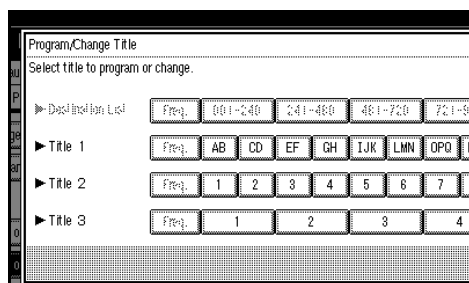 Program/Change Title
Select title to program or change.
▶ Destination List Freq. 001-240 241-480 481-720 721-9
▶ Title 1 Freq. AB CD EF GH IJK LMN OPQ
▶ Title 2 Freq. 1 2 3 4 5 6 7
▶ Title 3 Freq. 1 2 3 4